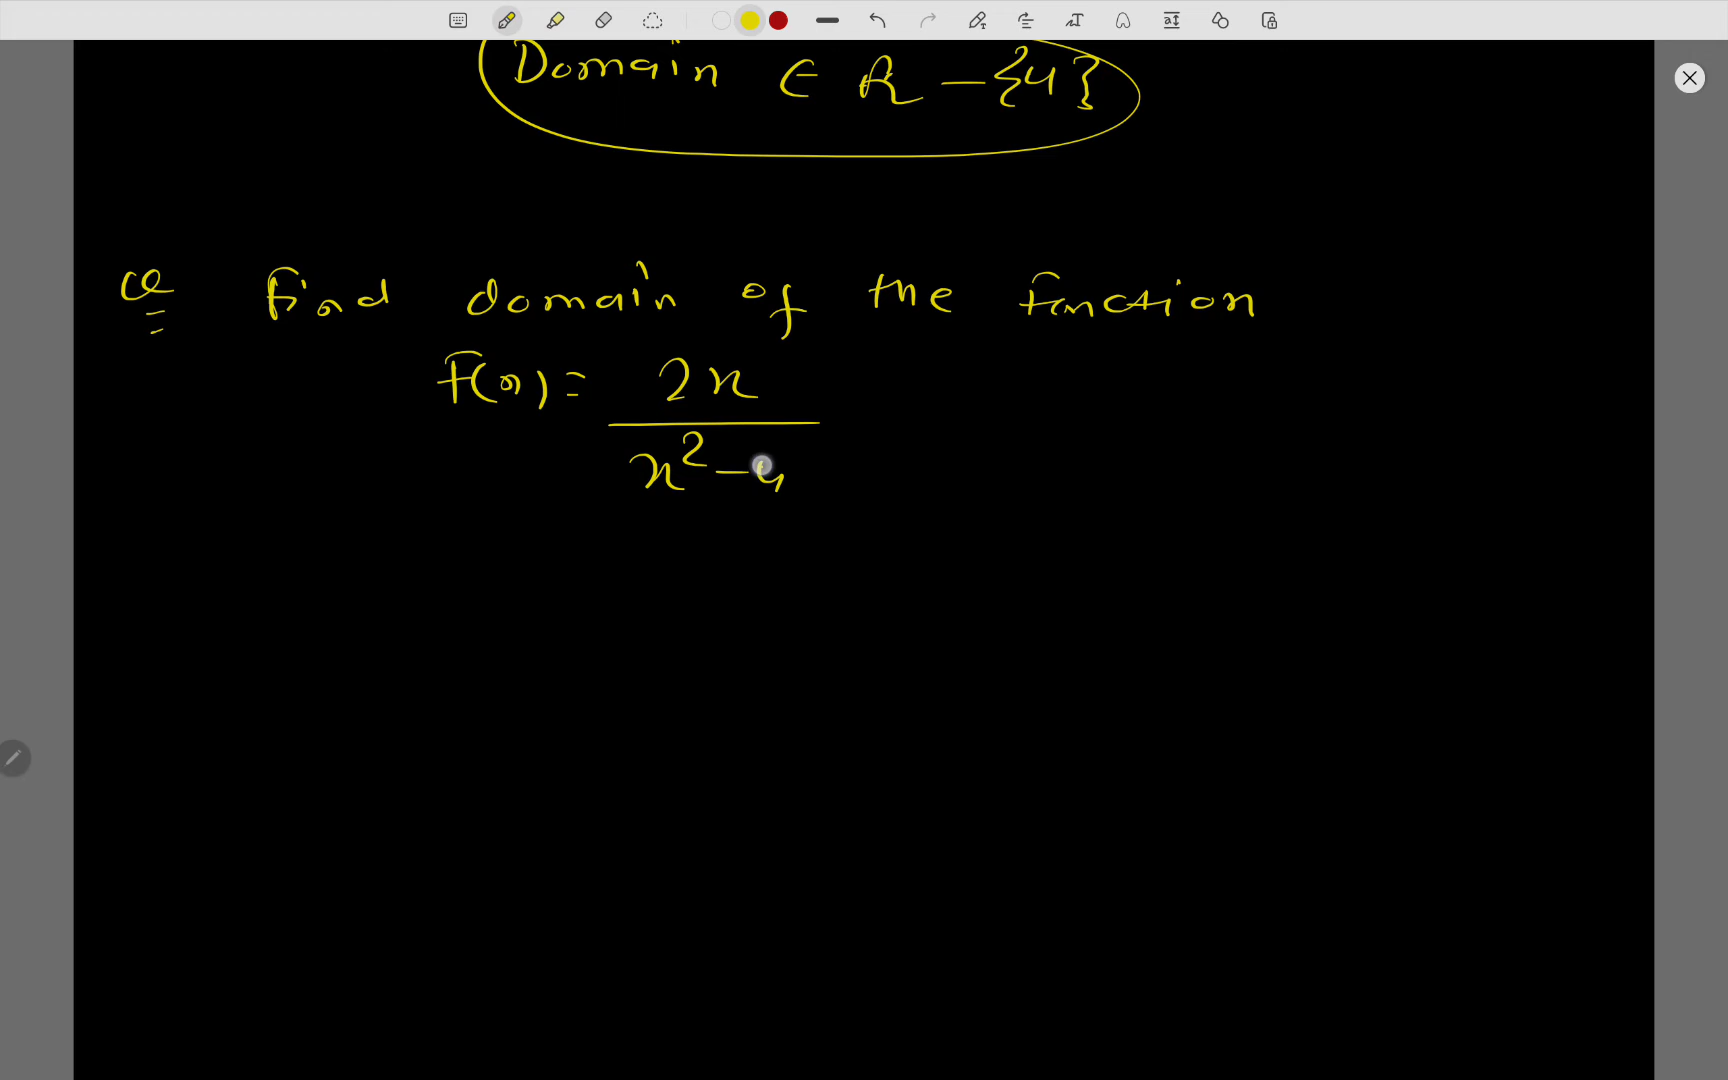 Domain ∈ R - {4}
Q Find domain of the function
F(x) = 2x
x² - 4